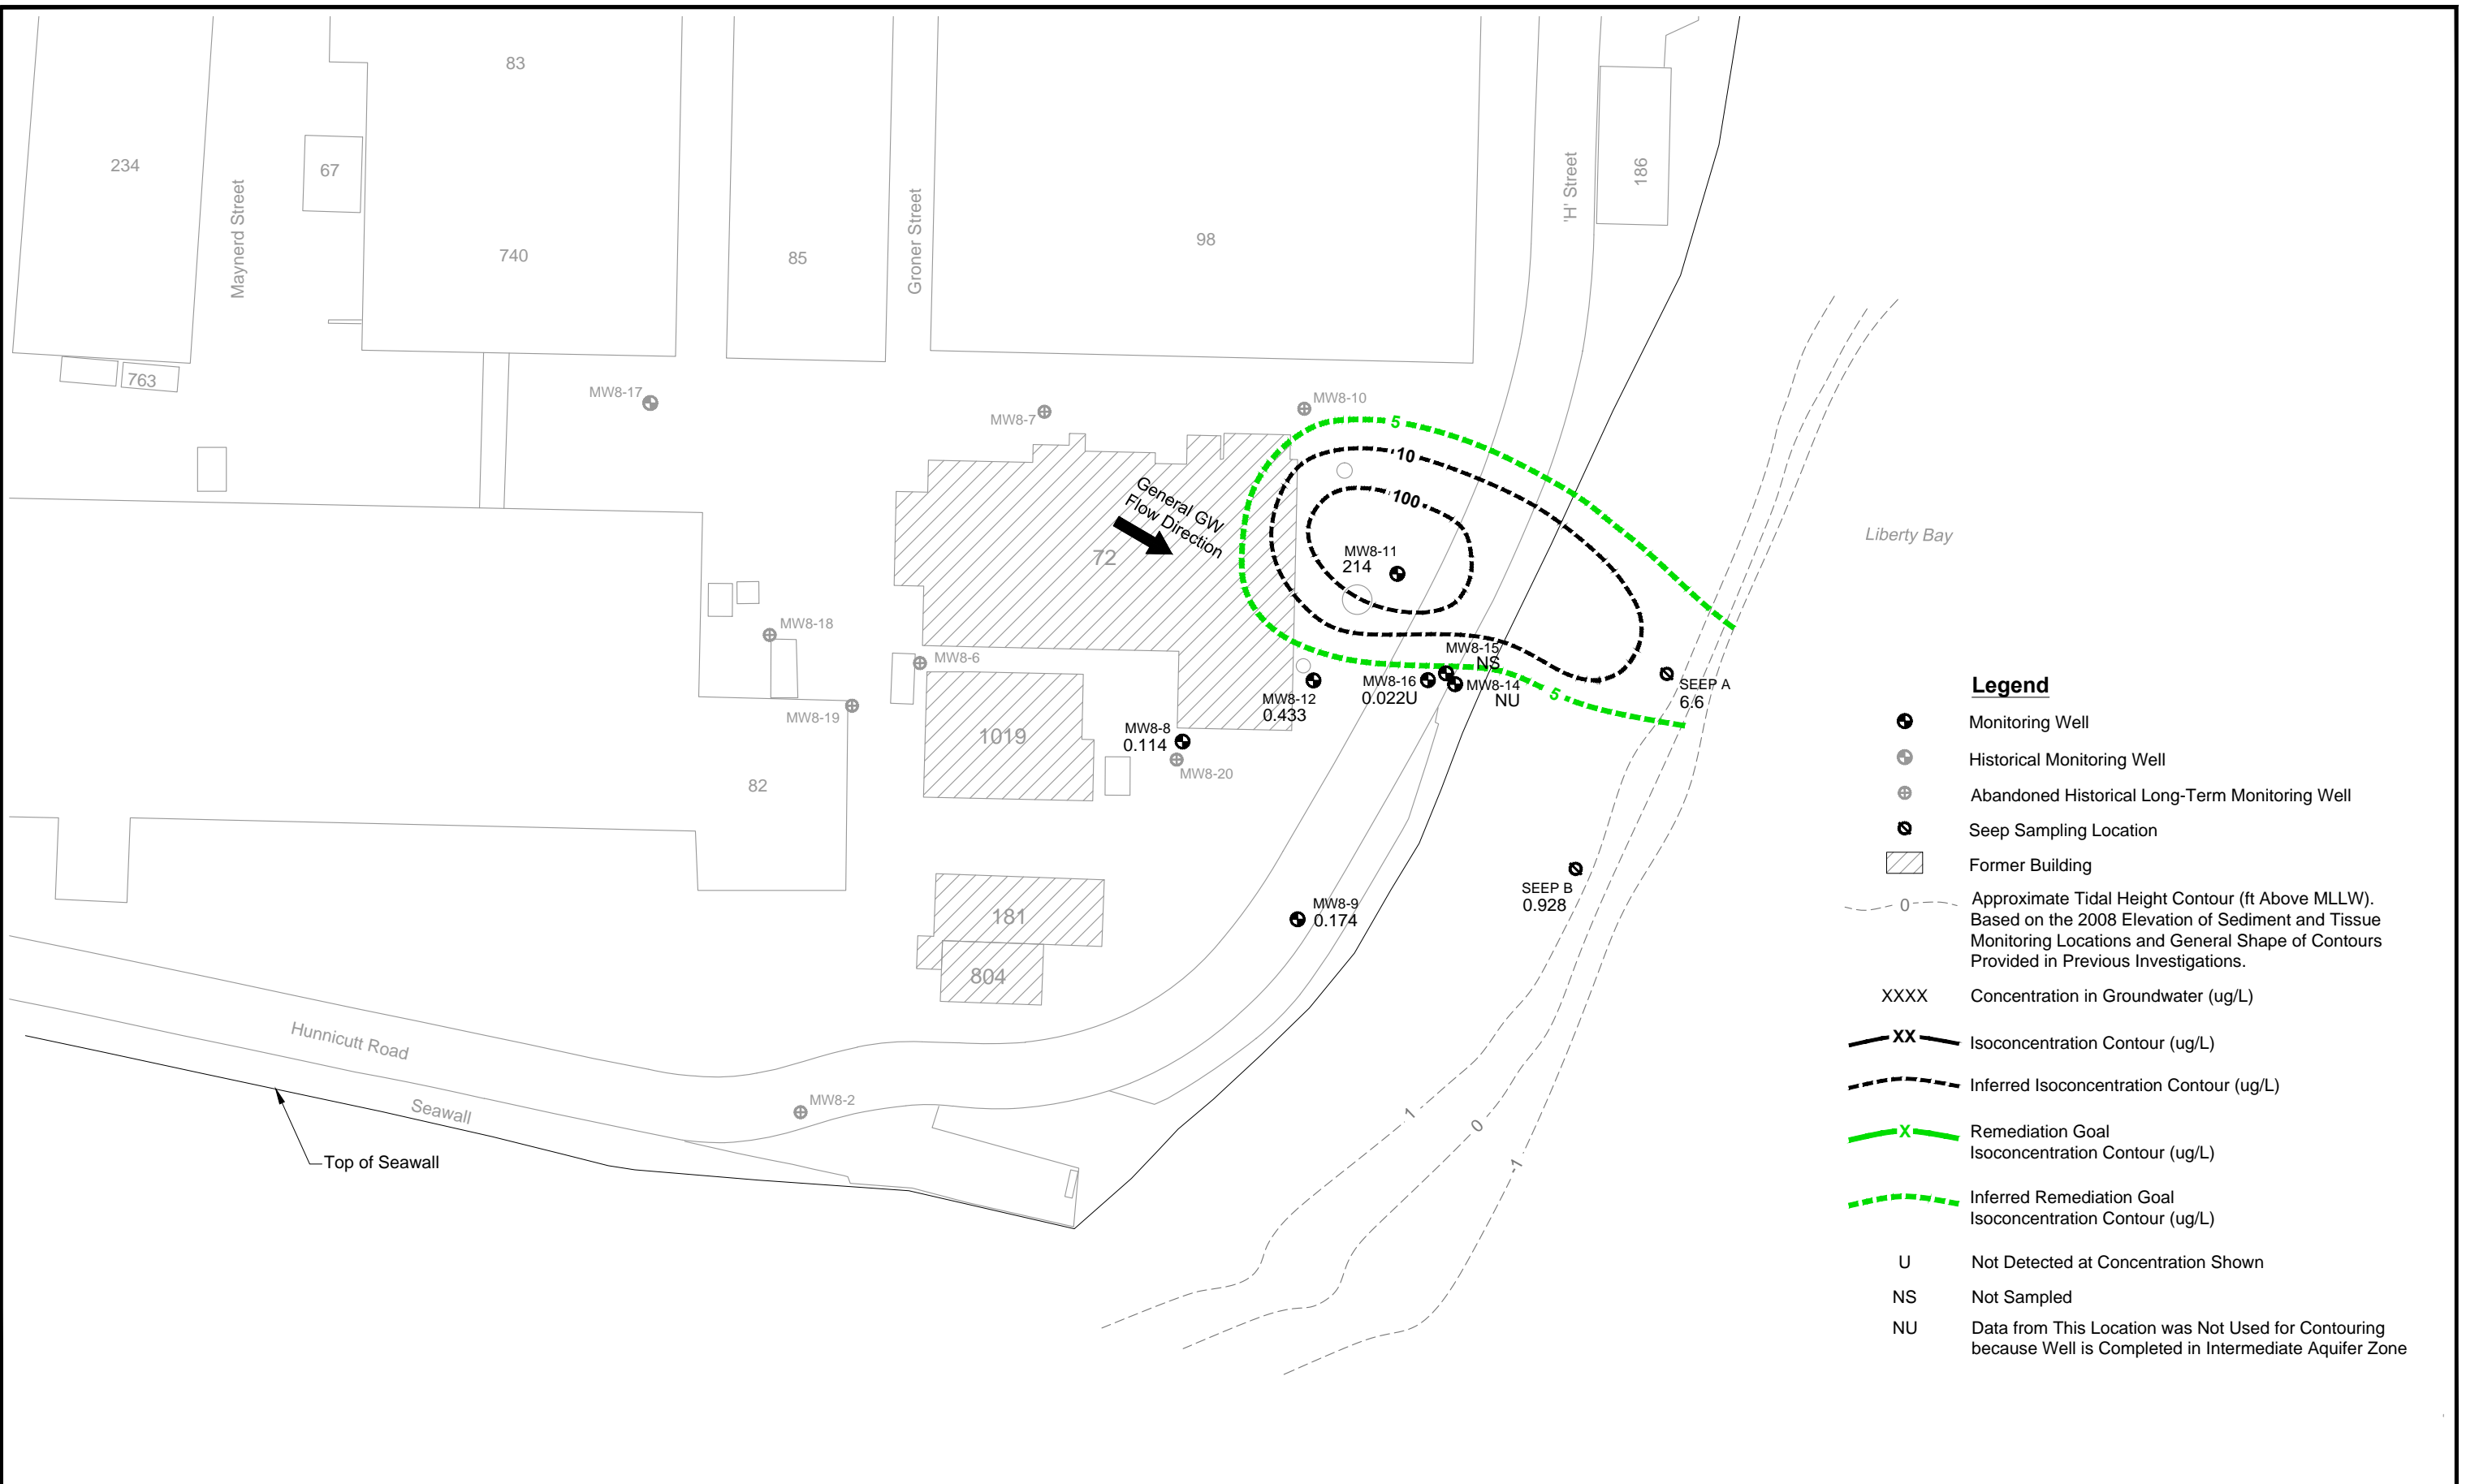 83
234
67
Maynerd Street
740
85
Groner Street
98
'H' Street
186
763
MW8-17
MW8-7
MW8-10
5
10
100
General GW
Flow Direction
72
MW8-11
214
Liberty Bay
MW8-18
MW8-6
MW8-19
MW8-15
NS
MW8-16
0.022U
MW8-14
NU
MW8-12
0.433
5
SEEP A
6.6
MW8-8
0.114
MW8-20
1019
82
SEEP B
0.928
MW8-9
0.174
181
804
Hunnicutt Road
Seawall
MW8-2
Top of Seawall
1
0
-1
Legend
Monitoring Well
Historical Monitoring Well
Abandoned Historical Long-Term Monitoring Well
Seep Sampling Location
Former Building
0
Approximate Tidal Height Contour (ft Above MLLW).
Based on the 2008 Elevation of Sediment and Tissue
Monitoring Locations and General Shape of Contours
Provided in Previous Investigations.
XXXX Concentration in Groundwater (ug/L)
XX Isoconcentration Contour (ug/L)
Inferred Isoconcentration Contour (ug/L)
X Remediation Goal
Isoconcentration Contour (ug/L)
Inferred Remediation Goal
Isoconcentration Contour (ug/L)
U Not Detected at Concentration Shown
NS Not Sampled
NU Data from This Location was Not Used for Contouring
because Well is Completed in Intermediate Aquifer Zone